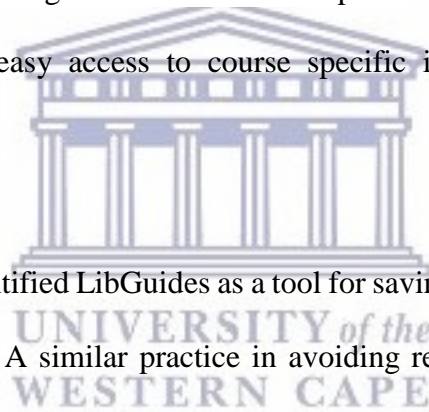 easy access to course specific i
ntified LibGuides as a tool for savin
UNIVERSITY of the
A similar practice in avoiding re
WESTERN CAPE